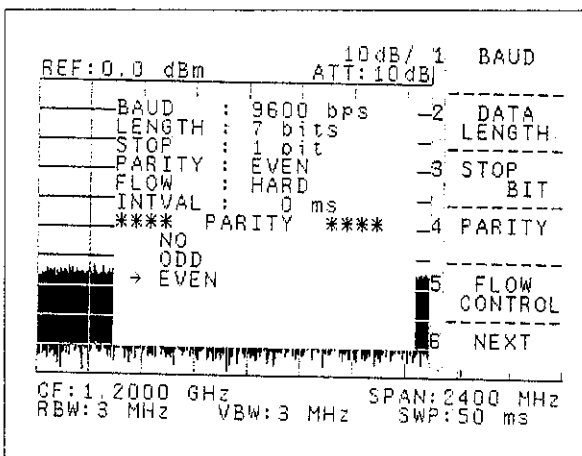 REF:0.0 dBm
10dB/
ATT:10dB
BAUD : 9600 bps
LENGTH : 7 bits
STOP : 1 bit
PARITY : EVEN
FLOW : HARD
INTVAL : 0 ms
**** PARITY ****
NO
ODD
→ EVEN
1 BAUD
2 DATA
LENGTH
3 STOP
BIT
4 PARITY
5 FLOW
CONTROL
6 NEXT
CF:1.2000 GHz
SPAN:2400 MHz
RBW:3 MHz
VBW:3 MHz
SWP:50 ms